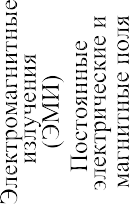 Электромагнитные
излучения
(ЭМИ)
Постоянные
электрические и
магнитные поля